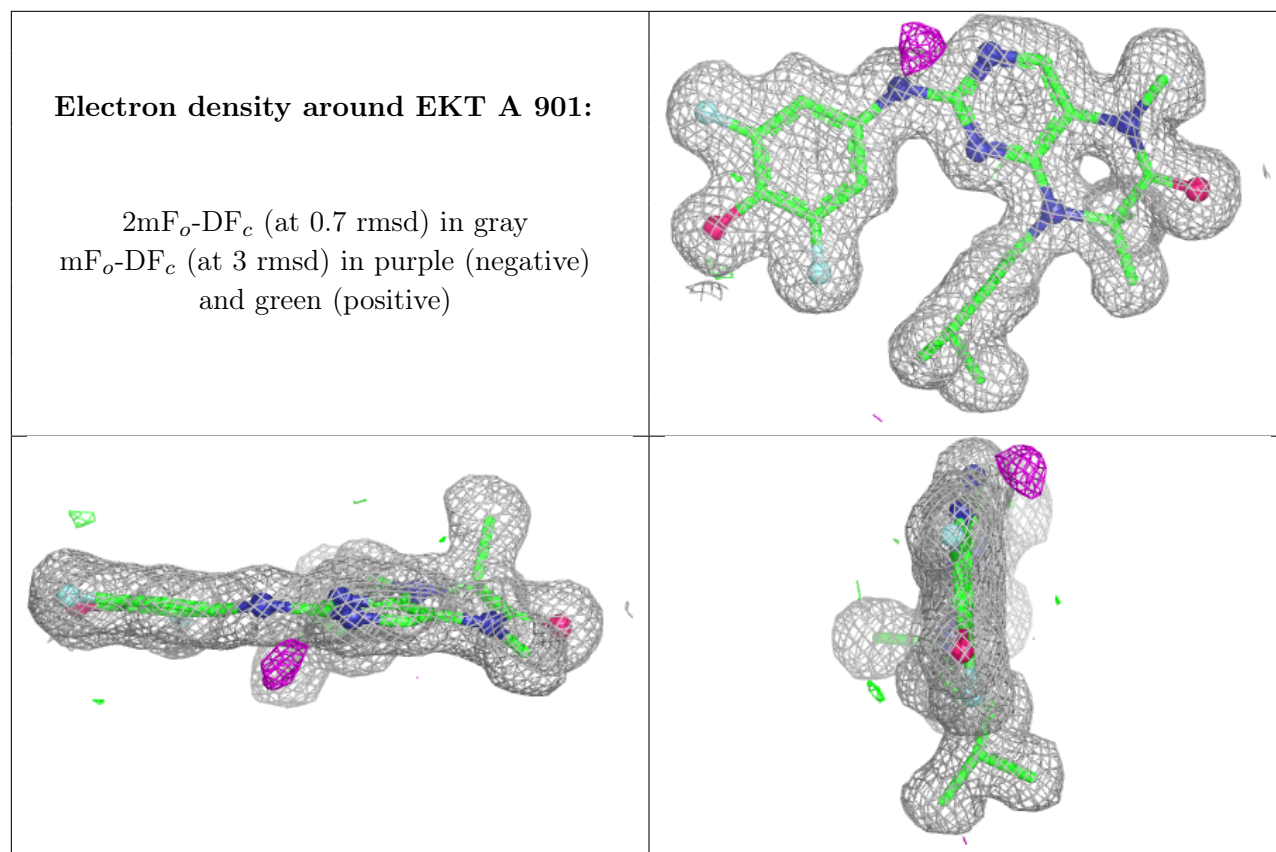 Electron density around EKT A 901:
2mFo-DFc (at 0.7 rmsd) in gray
mFo-DFc (at 3 rmsd) in purple (negative)
and green (positive)